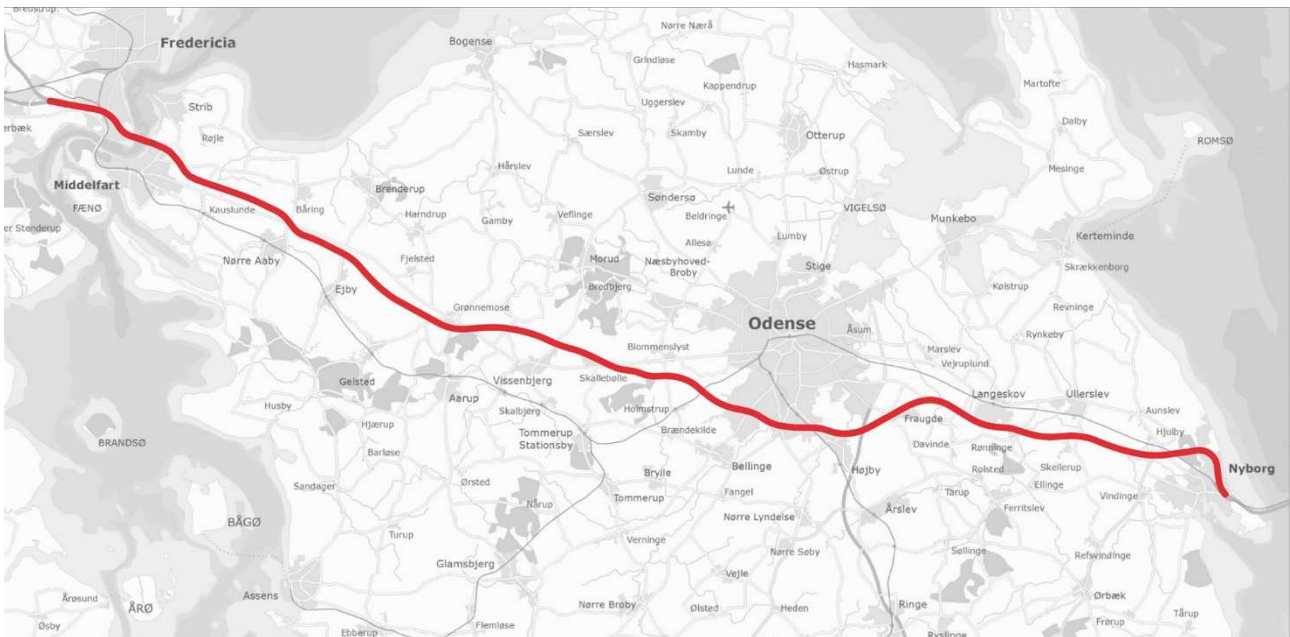 Bredstrup
Fredericia
Bogense
Nørre Nærå
Grindløse
Hasmark
Kappendrup
Martofte
Strib
Uggerslev
Dalby
ærbæk
Røjle
Særslev
Skamby
Otterup
ROMSØ
Hårslev
Lunde
Østrup
Mesinge
Middelfart
Brenderup
Søndersø
FÆNØ
Kauslunde
Båring
Harndrup
Gamby
Veflinge
Beldringe
VIGELSØ
Munkebo
er Stenderup
Lumby
Kerteminde
Nørre Aaby
Fjelsted
Morud
Næsbyhoved-
Broby
Allesø
Stige
Skrækkenborg
Ejby
Bredbjerg
Kølstrup
Revninge
Grønnemose
Odense
Åsum
Rynkeby
Blommenslyst
Marslev
Vejruplund
Gelsted
Vissenbjerg
Skallebølle
Langeskov
Ullerslev
Husby
Aarup
Skalbjerg
Holmstrup
Fraugde
Aunslev
Hjærup
Tommerup
Stationsby
Brændekilde
Davinde
Rønninge
Hjulby
BRANDSØ
Barløse
Bellinge
Højby
Rolsted
Skellerup
Nyborg
Sandager
Ørsted
Brylle
Ellinge
Nårup
Tommerup
Fangel
Tarup
Vindinge
BÅGØ
Nørre Lyndelse
Årslev
Ferritslev
Turup
Verninge
Glamsbjerg
Nørre Søby
Søllinge
Refsvindinge
Vejle
Årøsund
ÅRØ
Assens
Nørre Broby
Ølsted
Heden
Ringe
Ørbæk
Tårup
Øsby
Ebberup
Flemløse
Ryslinge
Frørup